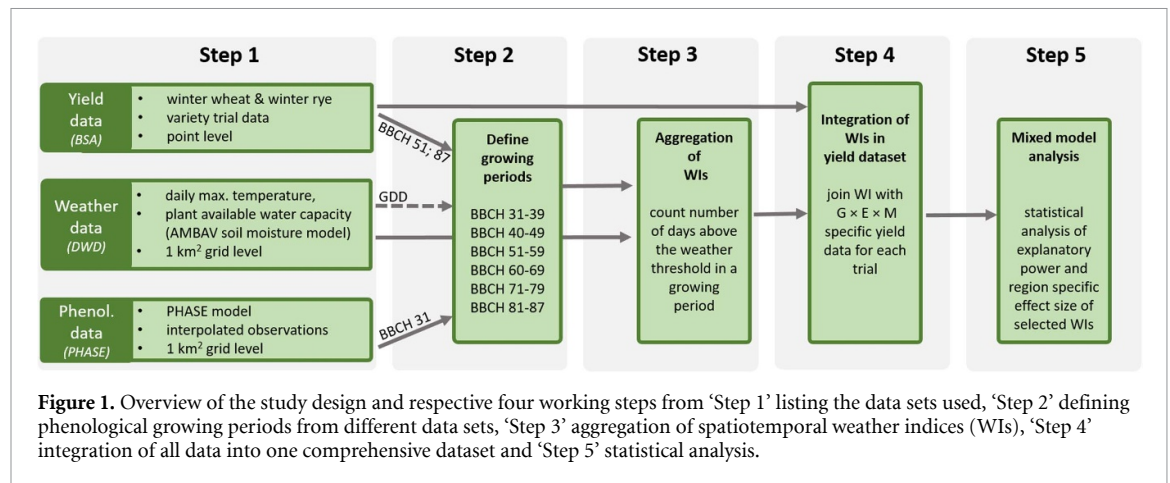 Step 1
Yield
data
(BSA)
• winter wheat & winter rye
• variety trial data
• point level
Weather
data
(DWD)
• daily max. temperature,
• plant available water capacity
(AMBAV soil moisture model)
• 1 km² grid level
Phenol.
data
(PHASE)
• PHASE model
• interpolated observations
• 1 km² grid level
BBCH 51; 87
GDD
BBCH 31
Step 2
Define
growing
periods
BBCH 31-39
BBCH 40-49
BBCH 51-59
BBCH 60-69
BBCH 71-79
BBCH 81-87
Step 3
Aggregation
of
WIs
count number
of days above
the weather
threshold in a
growing
period
Step 4
Integration of
WIs in
yield dataset
join WI with
G × E × M
specific yield
data for each
trial
Step 5
Mixed model
analysis
statistical
analysis of
explanatory
power and
region specific
effect size of
selected WIs
Figure 1. Overview of the study design and respective four working steps from ‘Step 1’ listing the data sets used, ‘Step 2’ defining
phenological growing periods from different data sets, ‘Step 3’ aggregation of spatiotemporal weather indices (WIs), ‘Step 4’
integration of all data into one comprehensive dataset and ‘Step 5’ statistical analysis.